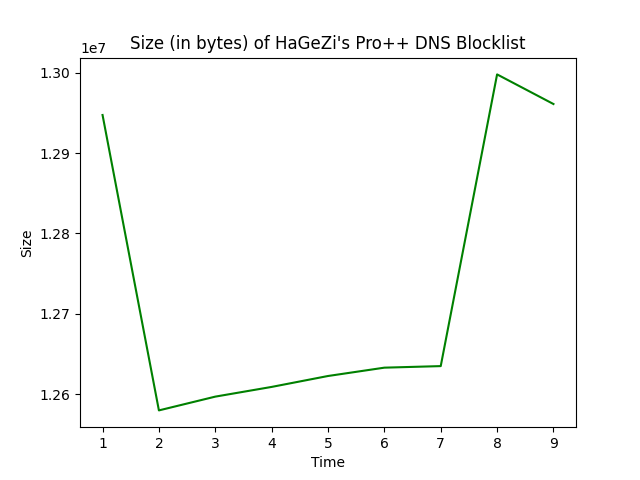 Size (in bytes) of HaGeZi's Pro++ DNS Blocklist
1e7
1.30
1.29
1.28
1.27
1.26
Size
1 2 3 4 5 6 7 8 9
Time